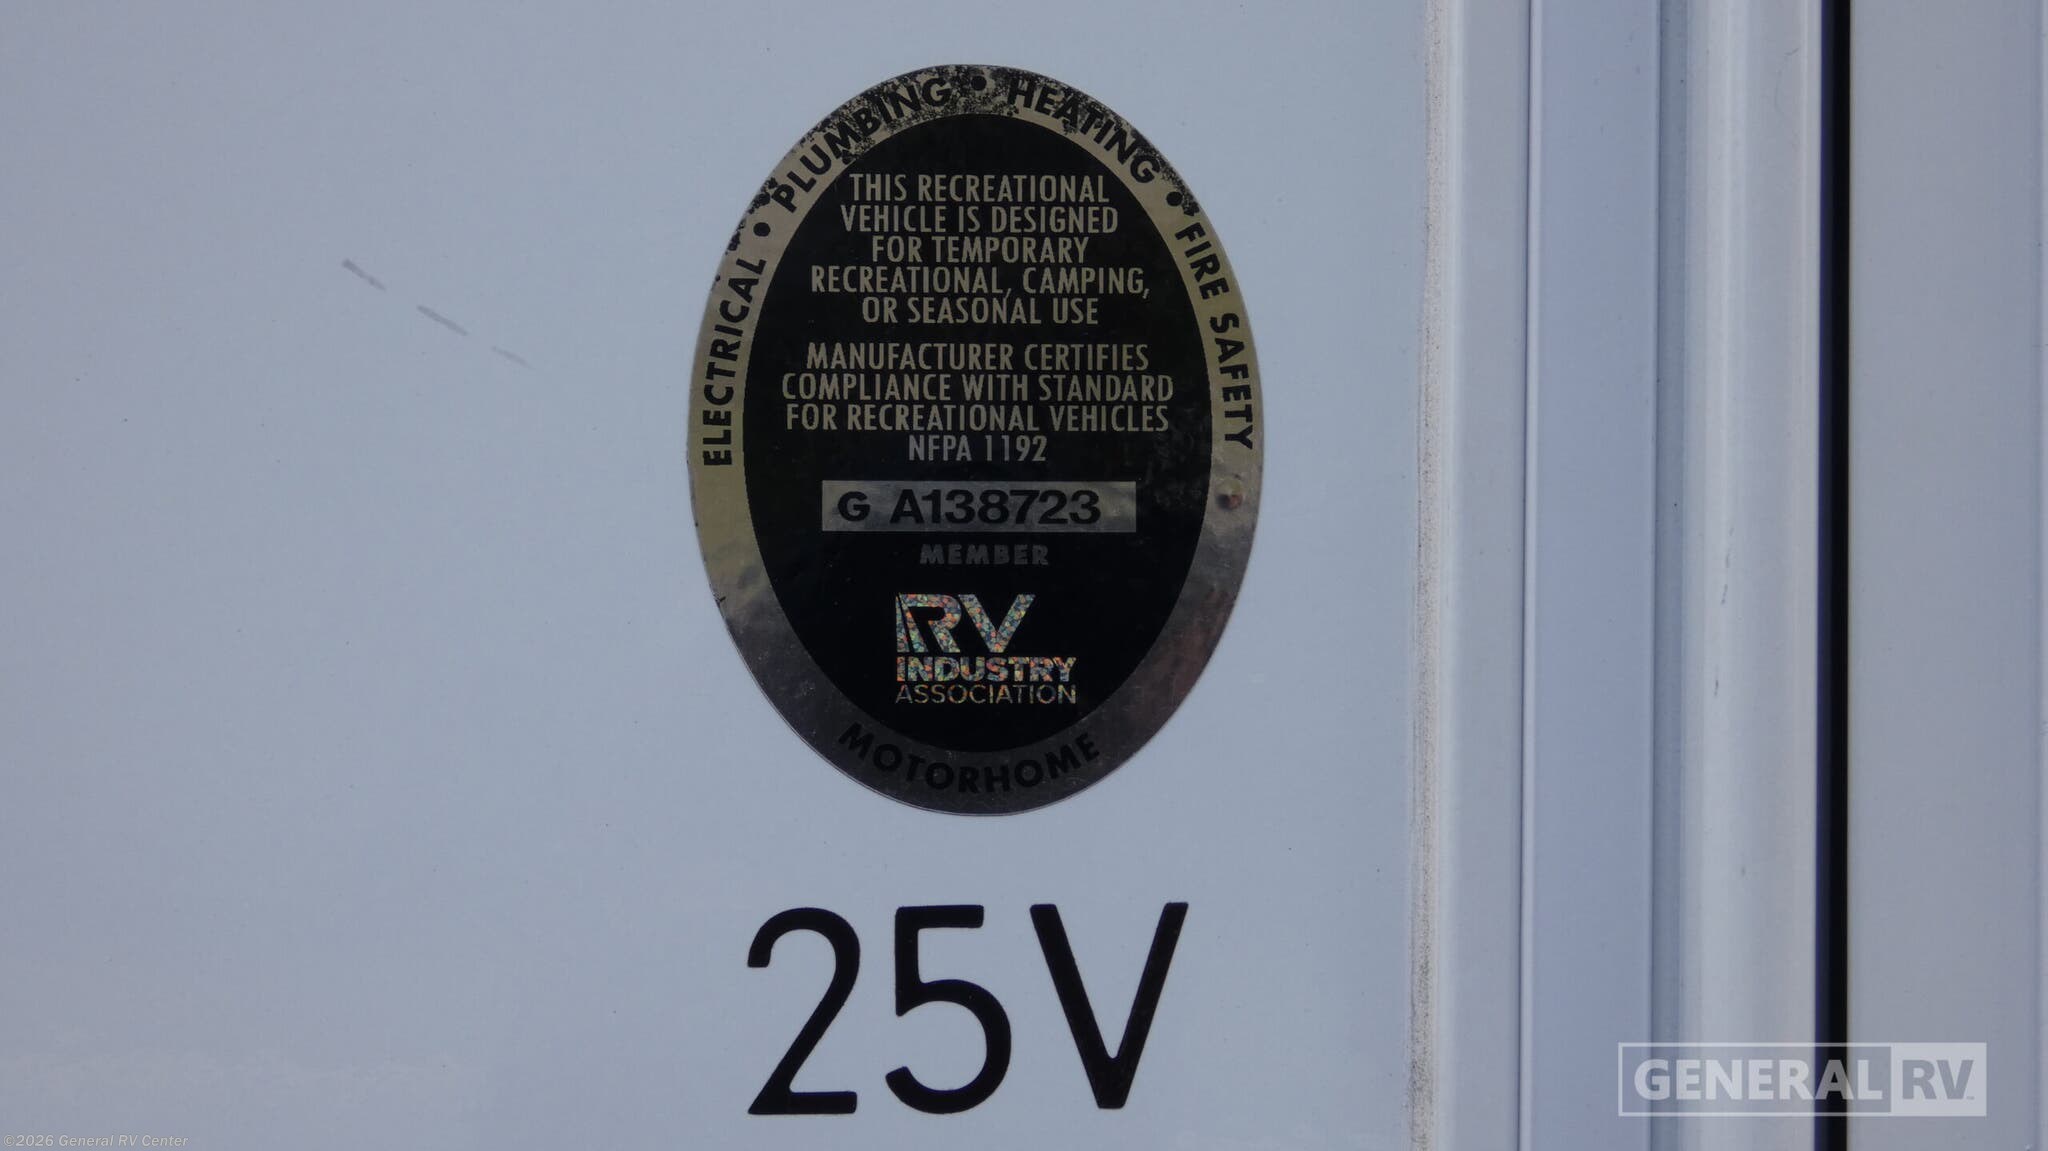 ELECTRICAL • PLUMBING • HEATING • FIRE SAFETY
THIS RECREATIONAL
VEHICLE IS DESIGNED
FOR TEMPORARY
RECREATIONAL, CAMPING,
OR SEASONAL USE
MANUFACTURER CERTIFIES
COMPLIANCE WITH STANDARD
FOR RECREATIONAL VEHICLES
NFPA 1192
G A138723
MEMBER
RV
INDUSTRY
ASSOCIATION
MOTORHOME
25V
GENERAL RV
©2026 General RV Center